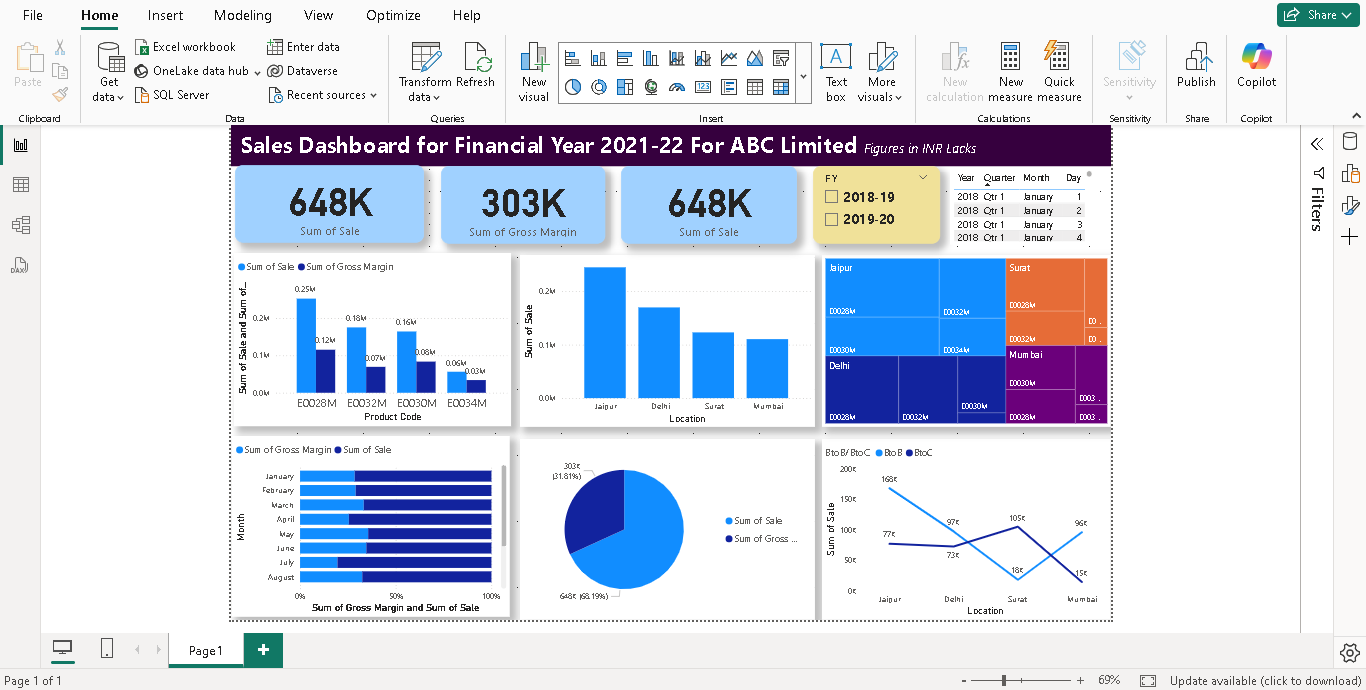 File Home Insert Modeling View Optimize Help Share
Paste
Clipboard
Get data
Excel workbook
OneLake data hub
SQL Server
Enter data
Dataverse
Recent sources
Data
Transform data
Refresh
Queries
New visual
123
A
Text box
More visuals
Insert
New calculation
New measure
Quick measure
Calculations
Sensitivity
Sensitivity
Publish
Share
Copilot
Copilot
DAX
Sales Dashboard for Financial Year 2021-22 For ABC Limited Figures in INR Lacks
648K
Sum of Sale
303K
Sum of Gross Margin
648K
Sum of Sale
FY
2018-19
2019-20
Year Quarter Month Day
2018 Qtr 1 January 1
2018 Qtr 1 January 2
2018 Qtr 1 January 3
2018 Qtr 1 January 4
Filters
Sum of Sale Sum of Gross Margin
Sum of Sale and Sum of...
0.2M
0.1M
0.0M
0.25M
0.12M
0.18M
0.07M
0.16M
0.08M
0.06M
0.03M
E0028M E0032M E0030M E0034M
Product Code
Sum of Sale
0.2M
0.1M
0.0M
Jaipur Delhi Surat Mumbai
Location
Jaipur
E0028M
E0032M
E0030M
E0034M
Delhi
E0028M
E0032M
E0030M
Surat
E0028M
E0032M
E0...
E0...
Mumbai
E0030M
E0028M
E003...
E003...
Sum of Gross Margin Sum of Sale
Month
January
February
March
April
May
June
July
August
0% 50% 100%
Sum of Gross Margin and Sum of Sale
303K
(31.81%)
648K (68.19%)
Sum of Sale
Sum of Gross ...
BtoB/ BtoC BtoB BtoC
Sum of Sale
200K
150K
100K
50K
0K
168K
77K
97K
73K
105K
18K
96K
15K
Jaipur Delhi Surat Mumbai
Location
Page1
+
Page 1 of 1
- + 69%
Update available (click to download)